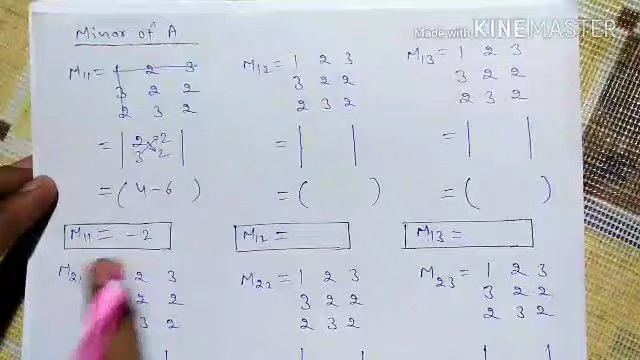 Made with KINEMASTER
Minor of A
M11 = 1 2 3
3 2 2
2 3 2
= | 2 2 |
3 2
= ( 4 - 6 )
M11 = -2
M12 = 1 2 3
3 2 2
2 3 2
= | |
= ( )
M12 =
M13 = 1 2 3
3 2 2
2 3 2
= | |
= ( )
M13 =
2 3
2 2
3 2
M22 = 1 2 3
3 2 2
2 3 2
M23 = 1 2 3
3 2 2
2 3 2